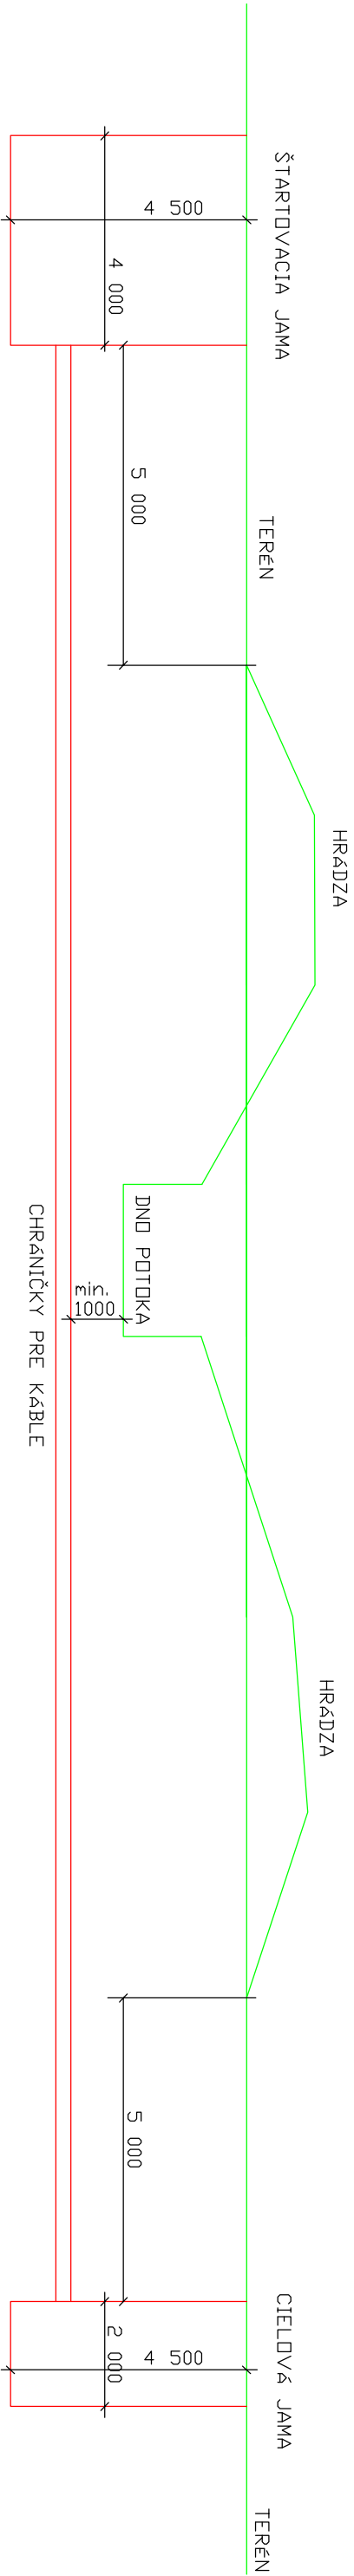 ŠTARTOVACIA JAMA
4 500
4 000
5 000
TERÉN
HRÁDZA
DNO POTOKA
min.
1000
CHRÁNIČKY PRE KÁBLE
HRÁDZA
5 000
CIELOVÁ JAMA
4 500
2 000
TERÉN